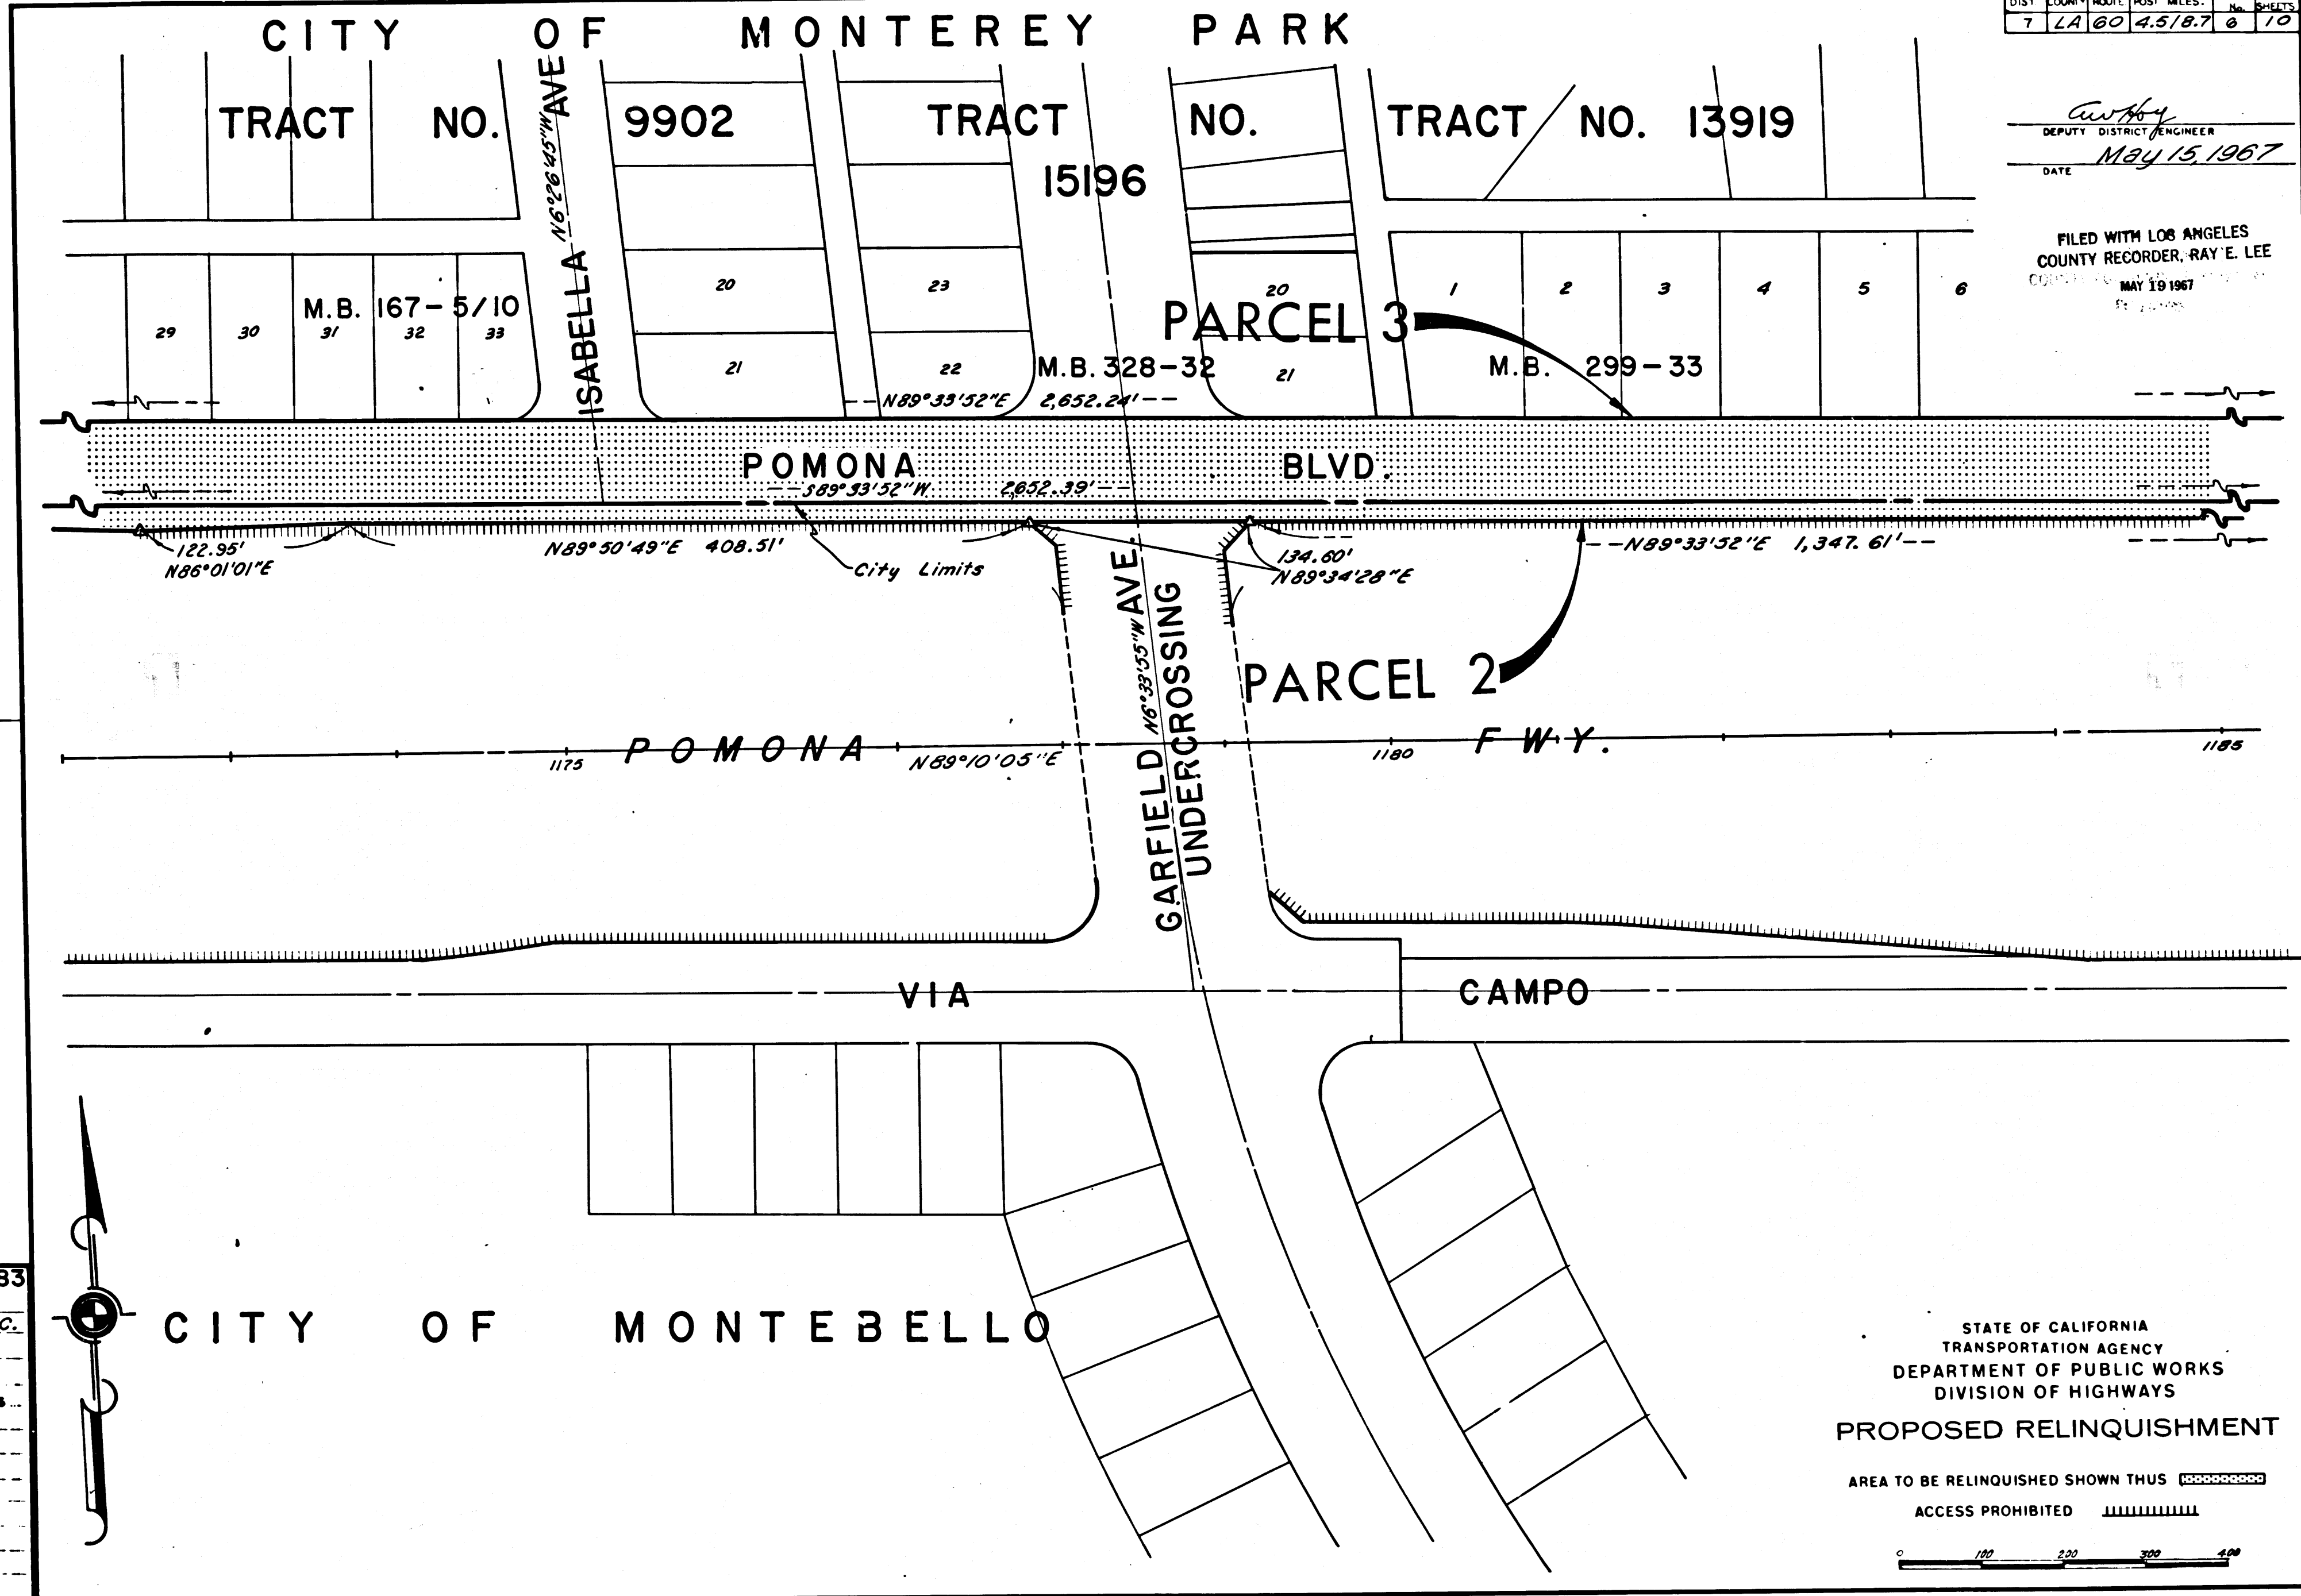 DIST COUNTY ROUTE POST MILES. No. SHEETS
7 LA 60 4.5/8.7 6 10
CITY OF MONTEREY PARK
DEPUTY DISTRICT ENGINEER
May 15, 1967
DATE
FILED WITH LOS ANGELES
COUNTY RECORDER, RAY E. LEE
MAY 19 1967
TRACT NO. 9902
TRACT NO.
15196
TRACT NO. 13919
ISABELLA AVE
N6°26'45"W
M.B. 167-5/10
29 30 31 32 33
20
21
23
22
20
21
1 2 3 4 5 6
PARCEL 3
M.B. 328-32
M.B. 299-33
N89°33'52"E 2,652.24'
POMONA BLVD.
S89°33'52"W 2,652.39'
122.95'
N86°01'01"E
N89°50'49"E 408.51'
City Limits
134.60'
N89°34'28"E
N89°33'52"E 1,347.61'
PARCEL 2
GARFIELD N6°33'55"W AVE.
UNDERCROSSING
POMONA FWY.
1175
N89°10'05"E
1180
1185
VIA CAMPO
CITY OF MONTEBELLO
83
C.
STATE OF CALIFORNIA
TRANSPORTATION AGENCY
DEPARTMENT OF PUBLIC WORKS
DIVISION OF HIGHWAYS
PROPOSED RELINQUISHMENT
AREA TO BE RELINQUISHED SHOWN THUS
ACCESS PROHIBITED
0 100 200 300 400